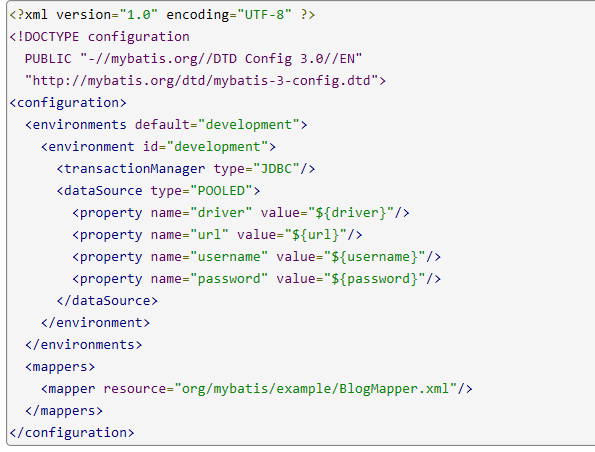 <?xml version="1.0" encoding="UTF-8" ?>
<!DOCTYPE configuration
  PUBLIC "-//mybatis.org//DTD Config 3.0//EN"
  "http://mybatis.org/dtd/mybatis-3-config.dtd">
<configuration>
  <environments default="development">
    <environment id="development">
      <transactionManager type="JDBC"/>
      <dataSource type="POOLED">
        <property name="driver" value="${driver}"/>
        <property name="url" value="${url}"/>
        <property name="username" value="${username}"/>
        <property name="password" value="${password}"/>
      </dataSource>
    </environment>
  </environments>
  <mappers>
    <mapper resource="org/mybatis/example/BlogMapper.xml"/>
  </mappers>
</configuration>